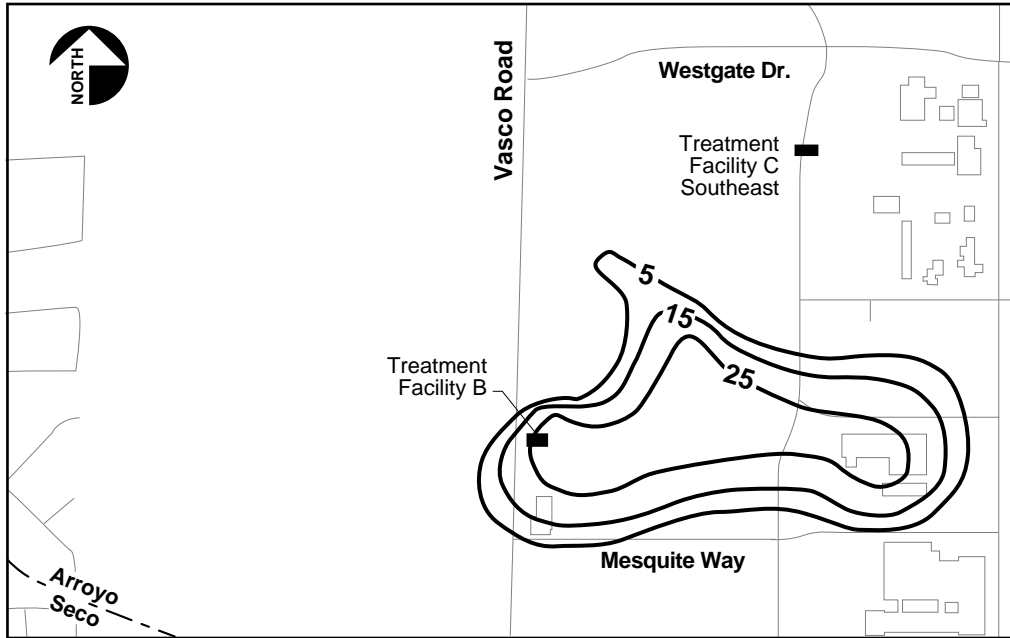 NORTH
Vasco Road
Westgate Dr.
Treatment
Facility C
Southeast
5
15
25
Treatment
Facility B
Mesquite Way
Arroyo
Seco